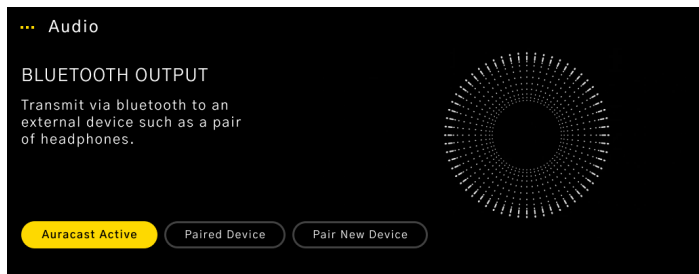 Audio
BLUETOOTH OUTPUT
Transmit via bluetooth to an
external device such as a pair
of headphones.
Auracast Active
Paired Device
Pair New Device